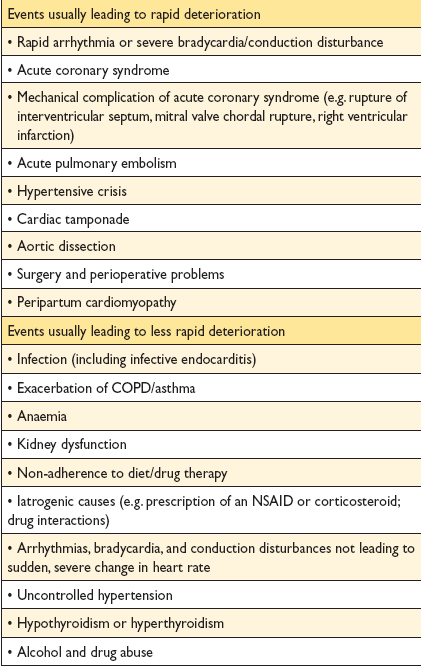 Events usually leading to rapid deterioration
• Rapid arrhythmia or severe bradycardia/conduction disturbance
• Acute coronary syndrome
• Mechanical complication of acute coronary syndrome (e.g. rupture of
interventricular septum, mitral valve chordal rupture, right ventricular
infarction)
• Acute pulmonary embolism
• Hypertensive crisis
• Cardiac tamponade
• Aortic dissection
• Surgery and perioperative problems
• Peripartum cardiomyopathy
Events usually leading to less rapid deterioration
• Infection (including infective endocarditis)
• Exacerbation of COPD/asthma
• Anaemia
• Kidney dysfunction
• Non-adherence to diet/drug therapy
• Iatrogenic causes (e.g. prescription of an NSAID or corticosteroid;
drug interactions)
• Arrhythmias, bradycardia, and conduction disturbances not leading to
sudden, severe change in heart rate
• Uncontrolled hypertension
• Hypothyroidism or hyperthyroidism
• Alcohol and drug abuse